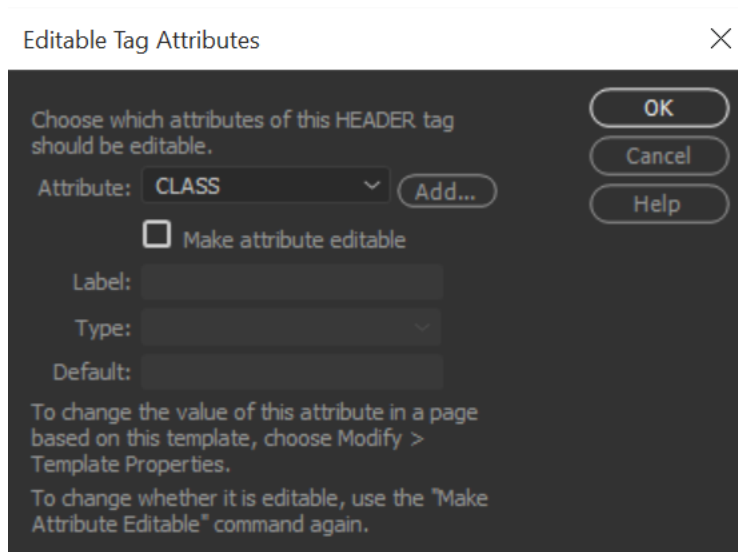 Editable Tag Attributes
Choose which attributes of this HEADER tag
should be editable.
OK
Cancel
Help
Attribute: CLASS Add...
Make attribute editable
Label:
Type:
Default:
To change the value of this attribute in a page
based on this template, choose Modify >
Template Properties.
To change whether it is editable, use the "Make
Attribute Editable" command again.